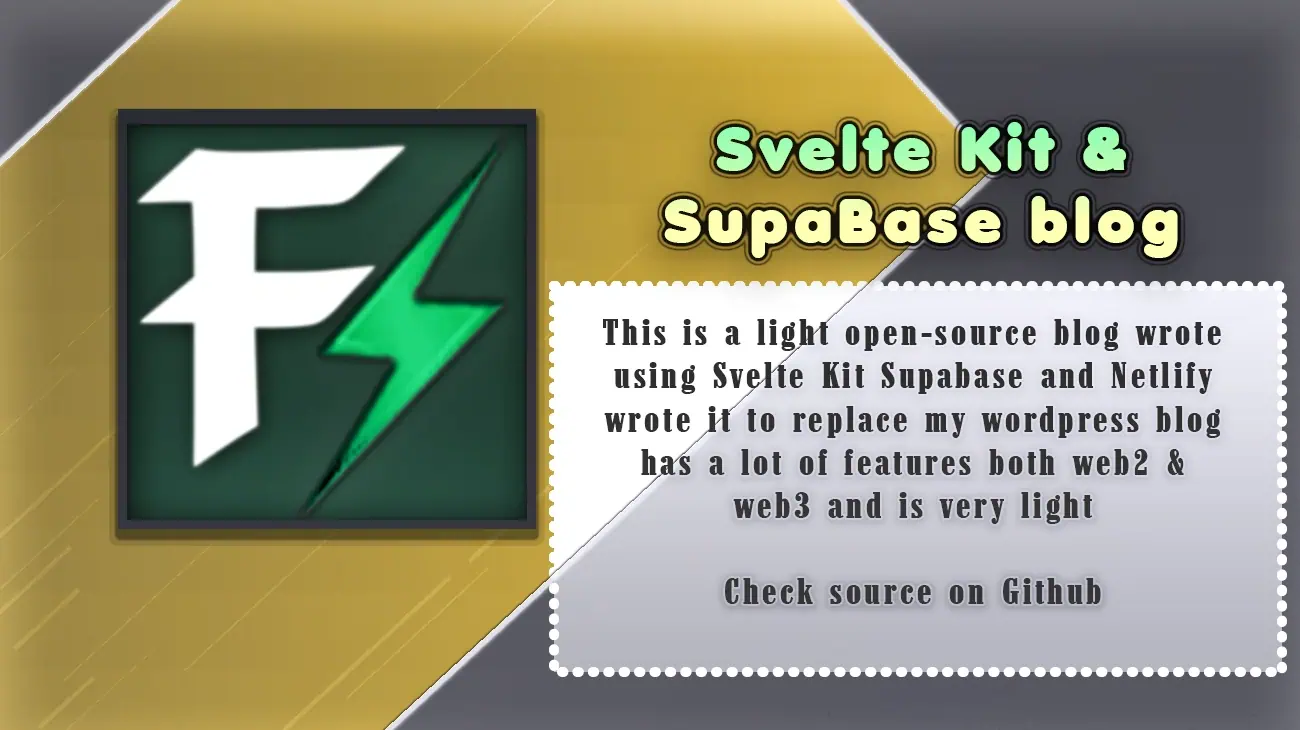 F
Svelte Kit &
SupaBase blog
This is a light open-source blog wrote
using Svelte Kit Supabase and Netlify
wrote it to replace my wordpress blog
has a lot of features both web2 &
web3 and is very light
Check source on Github